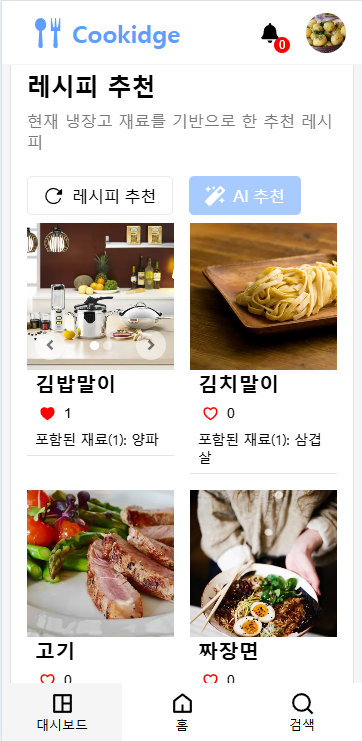 Cookidge
0
레시피 추천
현재 냉장고 재료를 기반으로 한 추천 레시
피
레시피 추천
AI 추천
김밥말이
1
포함된 재료(1): 양파
김치말이
0
포함된 재료(1): 삼겹
살
고기
0
짜장면
0
대시보드
홈
검색